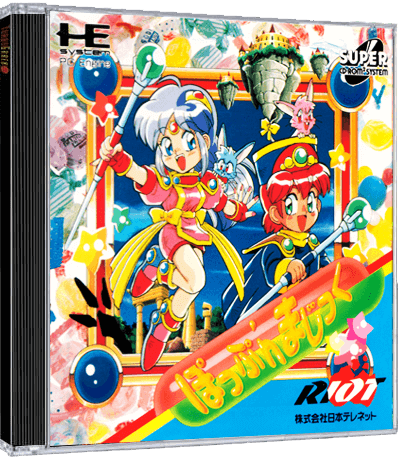 HE
SYSTEM
PC Engine
SUPER
CD·ROM² SYSTEM
ぽっぷるまじっく
RIOT
株式会社日本テレネット